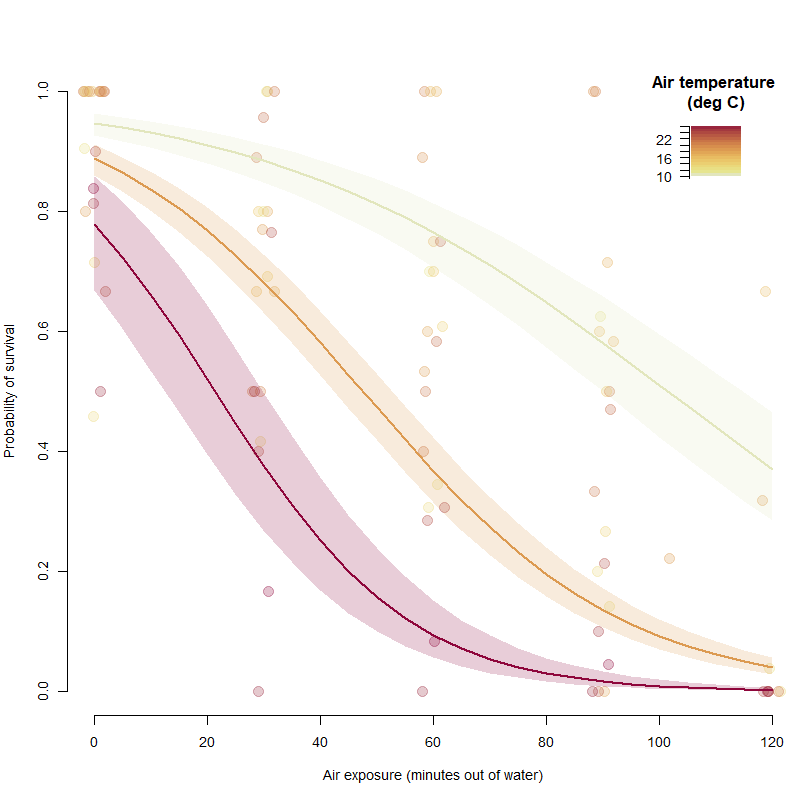 Air temperature
(deg C)
22
16
10
Probability of survival
1.0
0.8
0.6
0.4
0.2
0.0
0 20 40 60 80 100 120
Air exposure (minutes out of water)